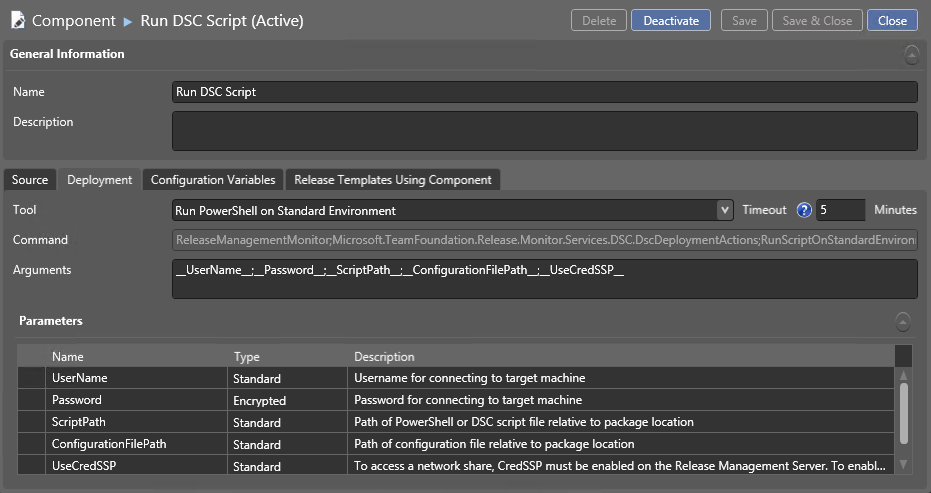 Component ▶ Run DSC Script (Active) Delete Deactivate Save Save & Close Close
General Information
Name Run DSC Script
Description
Source Deployment Configuration Variables Release Templates Using Component
Tool Run PowerShell on Standard Environment Timeout ? 5 Minutes
Command ReleaseManagementMonitor;Microsoft.TeamFoundation.Release.Monitor.Services.DSC.DscDeploymentActions;RunScriptOnStandardEnviron
Arguments __UserName__;__Password__;__ScriptPath__;__ConfigurationFilePath__;__UseCredSSP__
Parameters
Name Type Description
UserName Standard Username for connecting to target machine
Password Encrypted Password for connecting to target machine
ScriptPath Standard Path of PowerShell or DSC script file relative to package location
ConfigurationFilePath Standard Path of configuration file relative to package location
UseCredSSP Standard To access a network share, CredSSP must be enabled on the Release Management Server. To enabl...